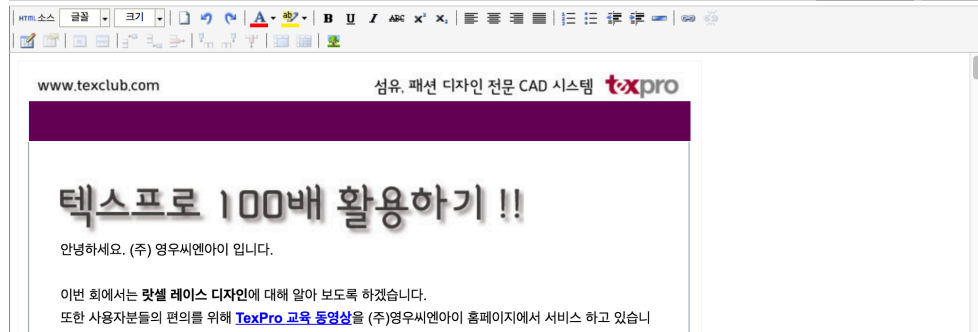 HTML 소스 글꼴 크기 A ab B U I ABC x² x₂
www.texclub.com 섬유, 패션 디자인 전문 CAD 시스템 texpro
텍스프로 100배 활용하기 !!
안녕하세요. (주) 영우씨엔아이 입니다.
이번 회에서는 랏셀 레이스 디자인에 대해 알아 보도록 하겠습니다.
또한 사용자분들의 편의를 위해 TexPro 교육 동영상을 (주)영우씨엔아이 홈페이지에서 서비스 하고 있습니